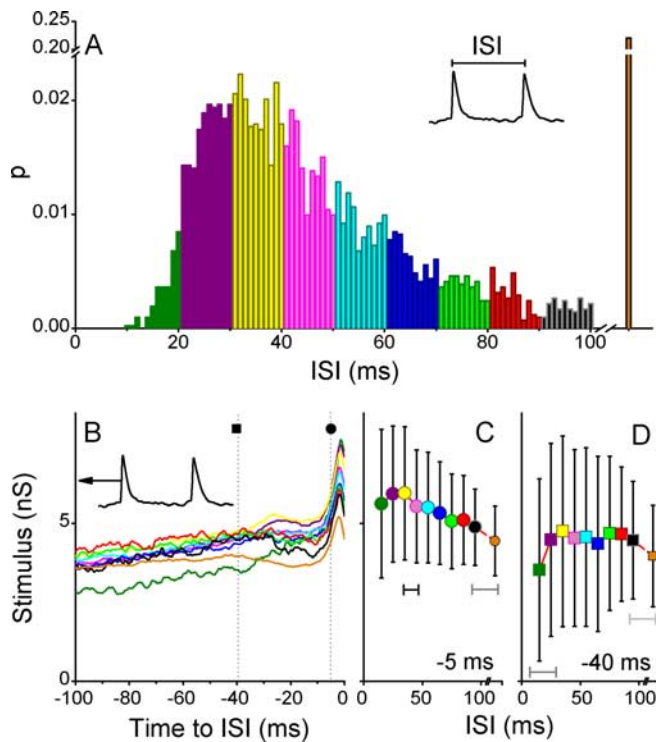 0.25
0.20
A
ISI
0.02
p
0.01
0.00
0 20 40 60 80 100
ISI (ms)
B
C
D
Stimulus (nS)
5
0
-5 ms
-40 ms
-100 -80 -60 -40 -20 0
0 50 100
0 50 100
Time to ISI (ms)
ISI (ms)
ISI (ms)